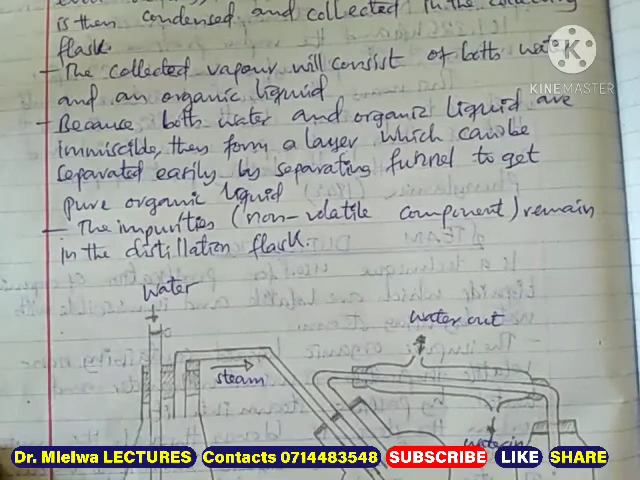 is then condensed and collected in the
flask.
- The collected vapour will consist of both water
and an organic liquid
- Because both water and organic liquid are
immiscible, then form a layer which can be
separated easily by separating funnel to get
pure organic liquid
- The impurities (non-volatile component) remain
in the distillation flask.
Water
Water out
steam
water in
KINEMASTER
Dr. Mlelwa LECTURES Contacts 0714483548 SUBSCRIBE LIKE SHARE